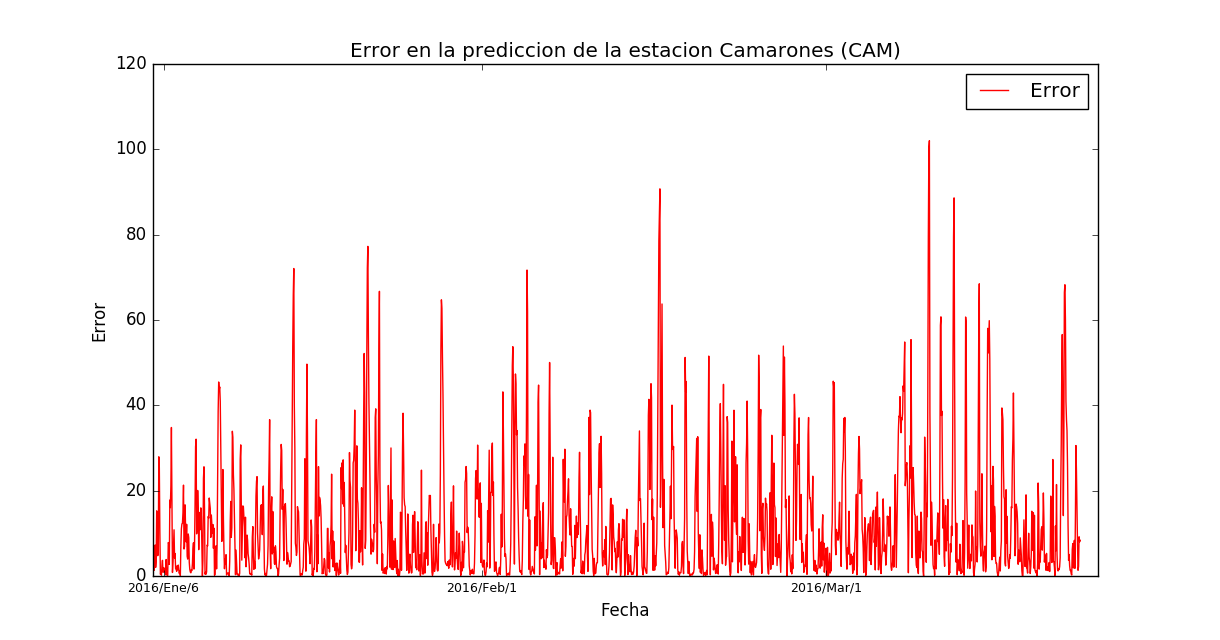 Error en la prediccion de la estacion Camarones (CAM)
120
100
80
60
40
20
0
Error
Error
2016/Ene/6
2016/Feb/1
2016/Mar/1
Fecha